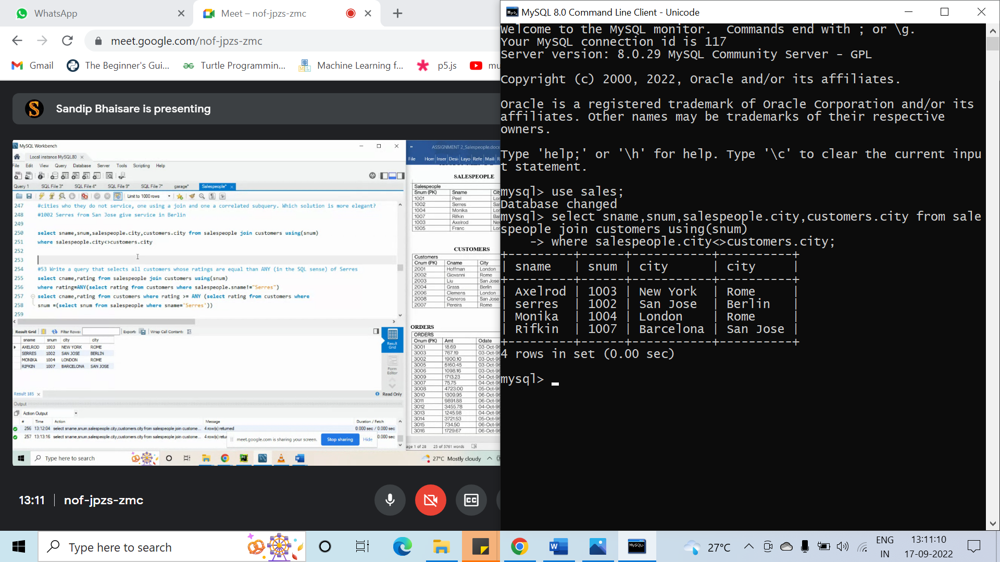 WhatsApp
Meet – nof-jpzs-zmc
meet.google.com/nof-jpzs-zmc
Gmail
The Beginner's Gui...
Turtle Programmin...
Machine Learning f...
p5.js
mu
Sandip Bhaisare is presenting
MySQL Workbench
Local instance MySQL80
File Edit View Query Database Server Tools Scripting Help
Query 1 SQL File 3* SQL File 4* SQL File 9* SQL File 7* garage* Salespeople*
Limit to 1000 rows
247 #cities who they do not service, one using a join and one a correlated subquery. Which solution is more elegant?
248 #1002 Serres from San Jose give service in Berlin
249
250 select sname,snum,salespeople.city,customers.city from salespeople join customers using(snum)
251 where salespeople.city<>customers.city
252
253
254 #53 Write a query that selects all customers whose ratings are equal than ANY (in the SQL sense) of Serres
255 select cname,rating from salespeople join customers using(snum)
256 where rating=ANY(select rating from customers where salespeople.sname!="Serres")
257 select cname,rating from customers where rating >= ANY (select rating from customers where
258 snum =(select snum from salespeople where sname='Serres'))
259
Result Grid Filter Rows: Export: Wrap Cell Content:
sname snum city city
AXELROD 1003 NEW YORK ROME
SERRES 1002 SAN JOSE BERLIN
MONIKA 1004 LONDON ROME
RIFKIN 1007 BARCELONA SAN JOSE
Result Grid
Form Editor
Result 185
Read Only
Output
Action Output
# Time Action Message Duration / Fetch
256 13:12:04 select sname,snum,salespeople.city,customers.city from salespeople join custome... 4 row(s) returned 0.000 sec / 0.000 sec
257 13:13:16 select sname,snum,salespeople.city,customers.city from salespeople join custome... 4 row(s) retu 0.000 sec
meet.google.com is sharing your screen. Stop sharing Hide
ASSIGNMENT 2_Salespeople.docx
File Hom Inser Desi Layo Refe Maili R
SALESPEOPLE
Salespeople
Snum (PK) Sname City
1001 Peel Lon
1002 Serres San
1004 Monika Lon
1007 Rifkin Bar
1003 Axelrod Nev
1005 Franc Lon
CUSTOMERS
Customers
Cnum (PK) Cname City
2001 Hoffman London
2002 Giovanni Rome
2003 Liu San Jose
2004 Grass Berlin
2006 Clemens London
2008 Cisneros San Jose
2007 Pereira Rome
ORDERS
ORDERS
Onum (PK) Amt Odate
3001 18.69 03-Oct-96
3003 767.19 03-Oct-96
3002 1900.10 03-Oct-96
3005 5160.45 03-Oct-96
3006 1098.16 03-Oct-96
3009 1713.23 04-Oct-96
3007 75.75 04-Oct-96
3008 4723.00 05-Oct-96
3010 1309.95 06-Oct-96
3011 9891.88 06-Oct-96
3012 3455.78 04-Oct-96
3013 1245.98 04-Oct-96
3014 3721.53 05-Oct-96
3015 734.50 06-Oct-96
3016 1729.67 06-Oct-96
age 1 of 28 25 of 5761 words
Type here to search
27°C Mostly cloudy
13:11 nof-jpzs-zmc
MySQL 8.0 Command Line Client - Unicode
Welcome to the MySQL monitor. Commands end with ; or \g.
Your MySQL connection id is 117
Server version: 8.0.29 MySQL Community Server - GPL
Copyright (c) 2000, 2022, Oracle and/or its affiliates.
Oracle is a registered trademark of Oracle Corporation and/or its
affiliates. Other names may be trademarks of their respective
owners.
Type 'help;' or '\h' for help. Type '\c' to clear the current inpu
t statement.
mysql> use sales;
Database changed
mysql> select sname,snum,salespeople.city,customers.city from sale
speople join customers using(snum)
-> where salespeople.city<>customers.city;
+---------+------+-----------+----------+
| sname | snum | city | city |
+---------+------+-----------+----------+
| Axelrod | 1003 | New York | Rome |
| serres | 1002 | San Jose | Berlin |
| Monika | 1004 | London | Rome |
| Rifkin | 1007 | Barcelona | San Jose |
+---------+------+-----------+----------+
4 rows in set (0.00 sec)
mysql>
Type here to search
27°C
ENG
IN
13:11:10
17-09-2022